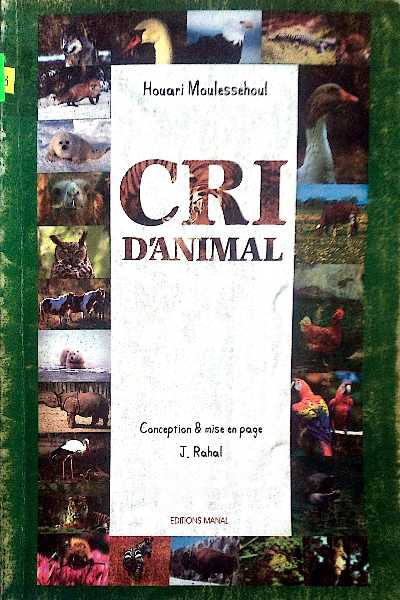 Houari Moulessehoul
CRI
D'ANIMAL
Conception & mise en page
J. Rahal
EDITIONS MANAL